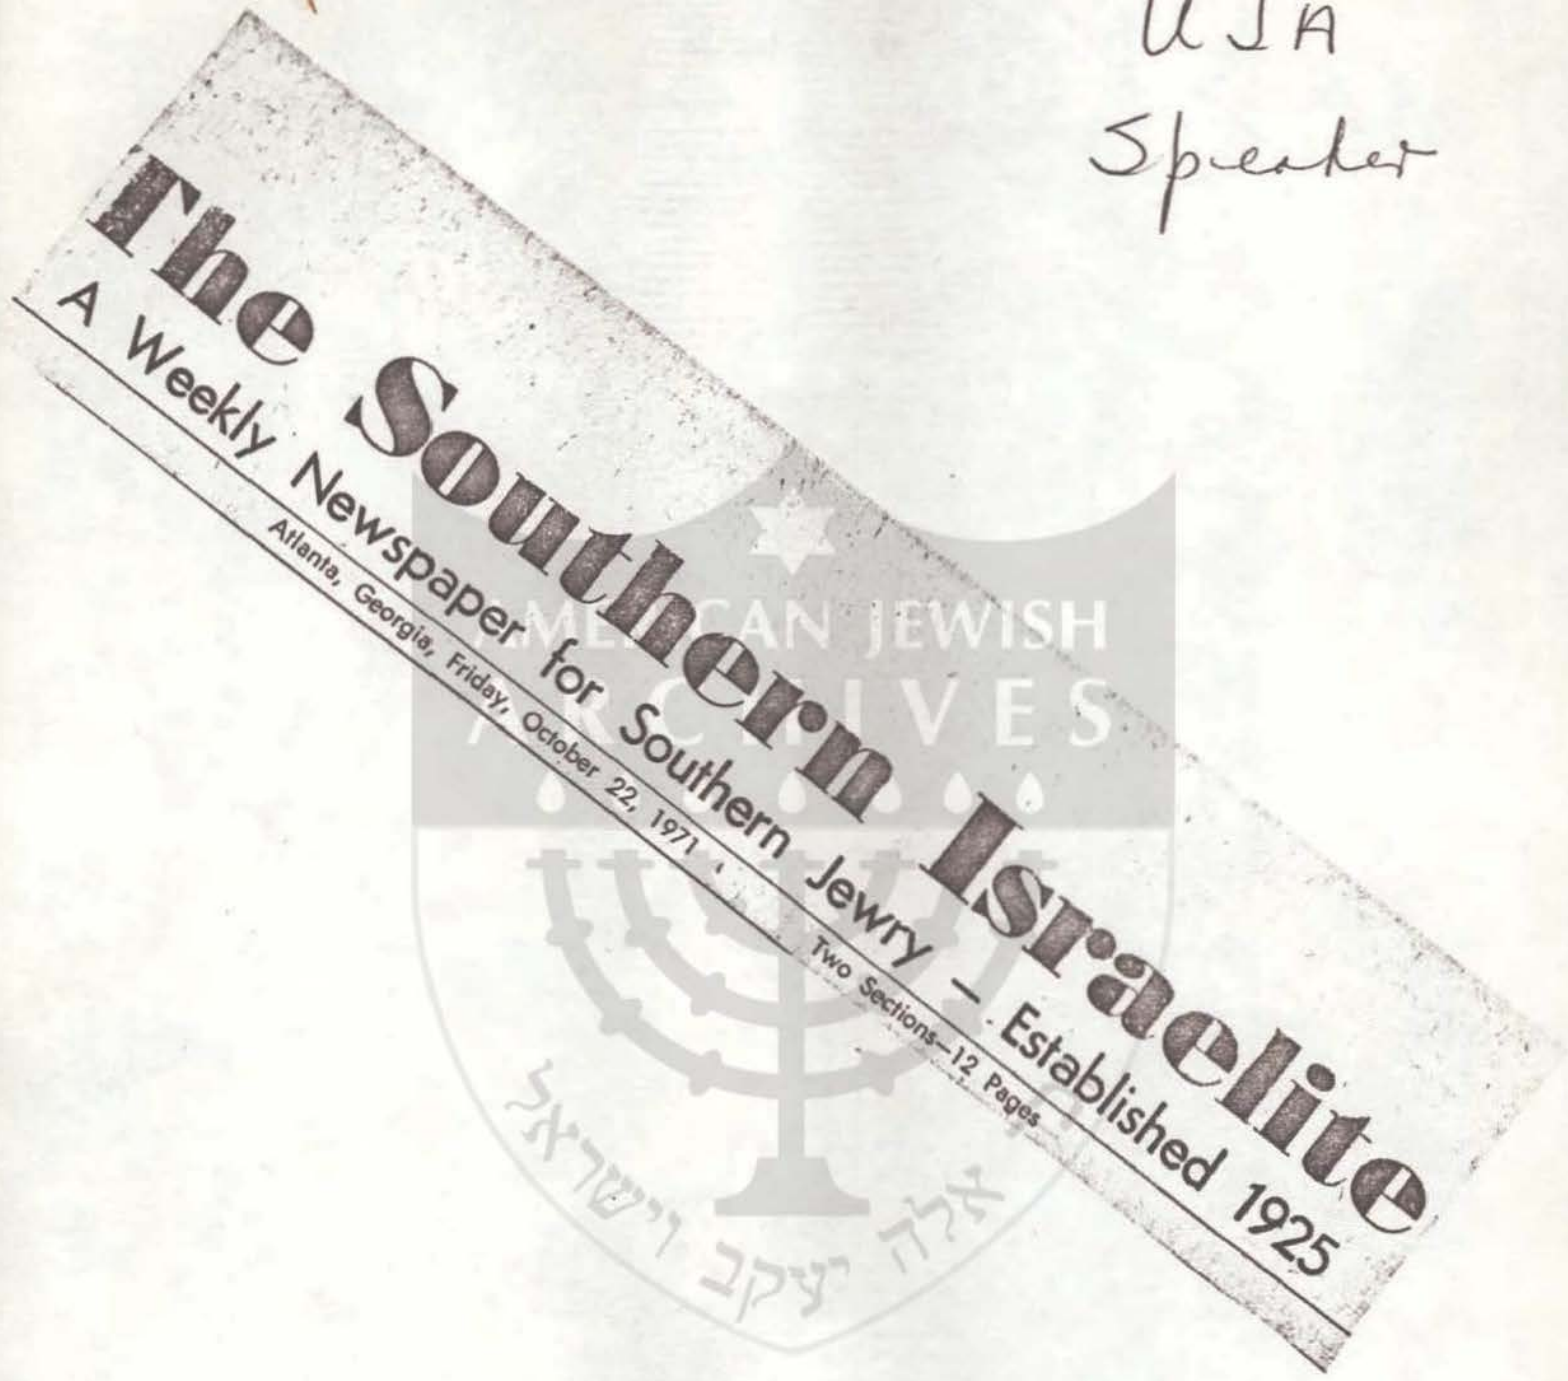 UJA
Speaker
The Southern Israelite
A Weekly Newspaper for Southern Jewry – Established 1925
Atlanta, Georgia, Friday, October 22, 1971
Two Sections—12 Pages
AMERICAN JEWISH
ARCHIVES
אלה יעקב וישראל